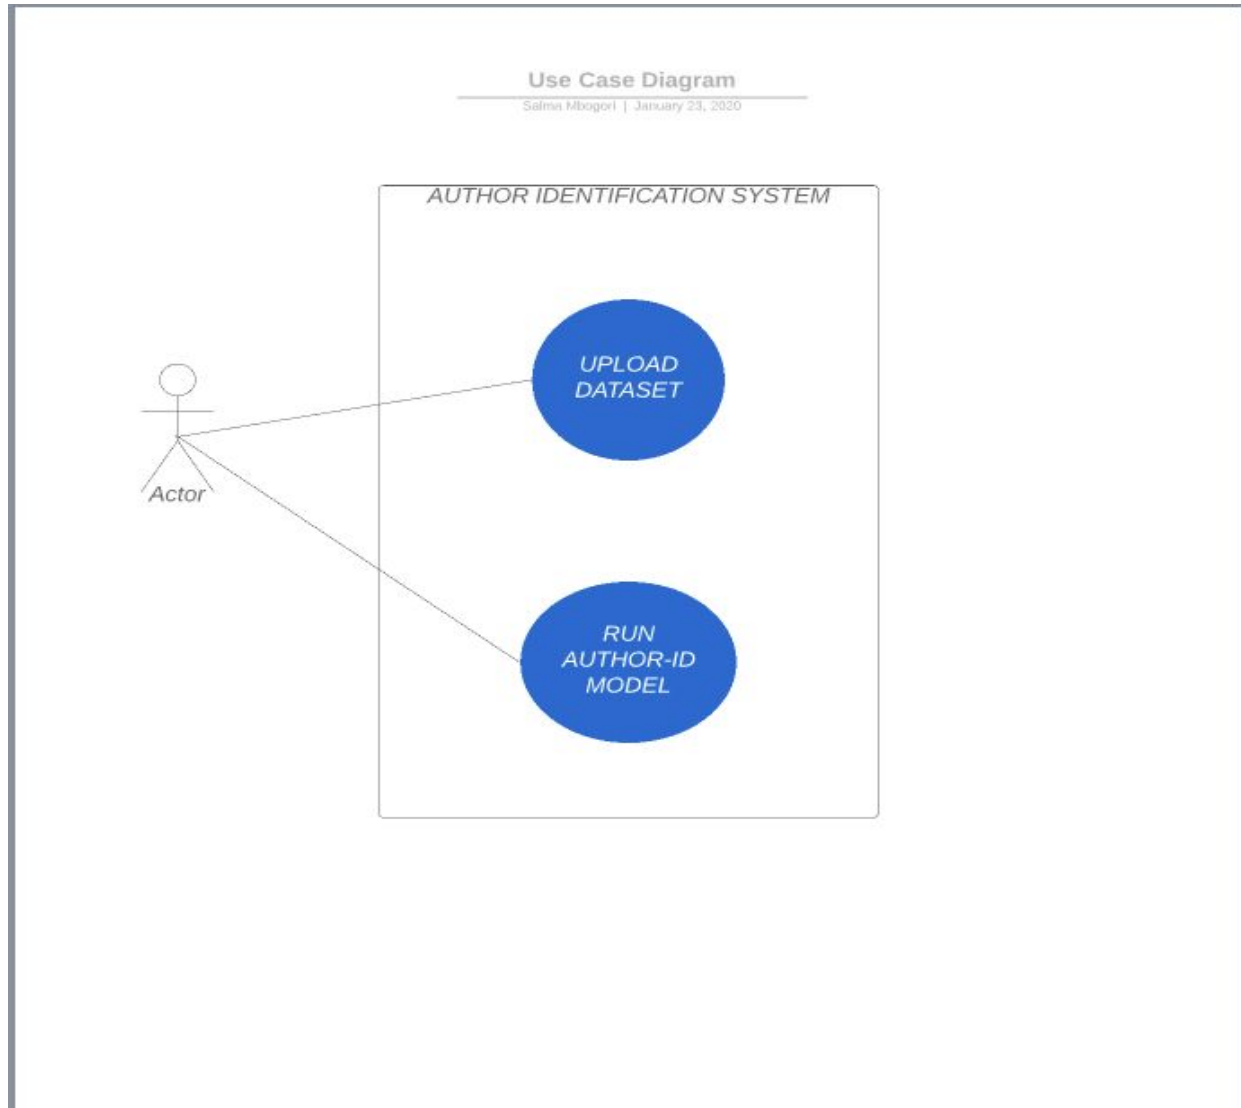 Use Case Diagram
Salma Mbogori | January 23, 2020
AUTHOR IDENTIFICATION SYSTEM
UPLOAD
DATASET
Actor
RUN
AUTHOR-ID
MODEL